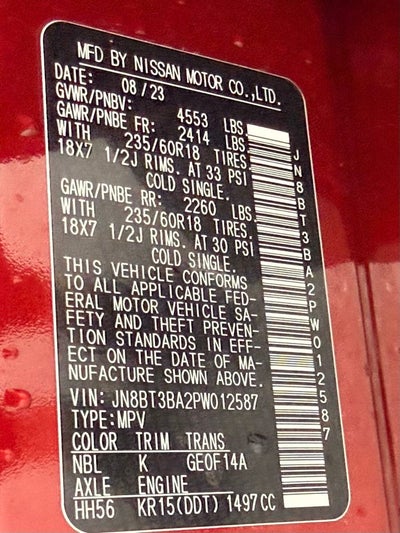 MFD BY NISSAN MOTOR CO.,LTD.
DATE: 08/23
GVWR/PNBV: 4553 LBS
GAWR/PNBE FR: 2414 LBS.
WITH 235/60R18 TIRES.
18X7 1/2J RIMS. AT 33 PSI
COLD SINGLE.
GAWR/PNBE RR: 2260 LBS.
WITH 235/60R18 TIRES.
18X7 1/2J RIMS. AT 30 PSI
COLD SINGLE.
THIS VEHICLE CONFORMS
TO ALL APPLICABLE FED-
ERAL MOTOR VEHICLE SA-
FETY AND THEFT PREVEN-
TION STANDARDS IN EFF-
ECT ON THE DATE OF MA-
NUFACTURE SHOWN ABOVE.
VIN: JN8BT3BA2PW012587
TYPE:MPV
COLOR TRIM TRANS
NBL K GE0F14A
AXLE ENGINE
HH56 KR15(DDT) 1497CC
JN8BT3BA2PW012587